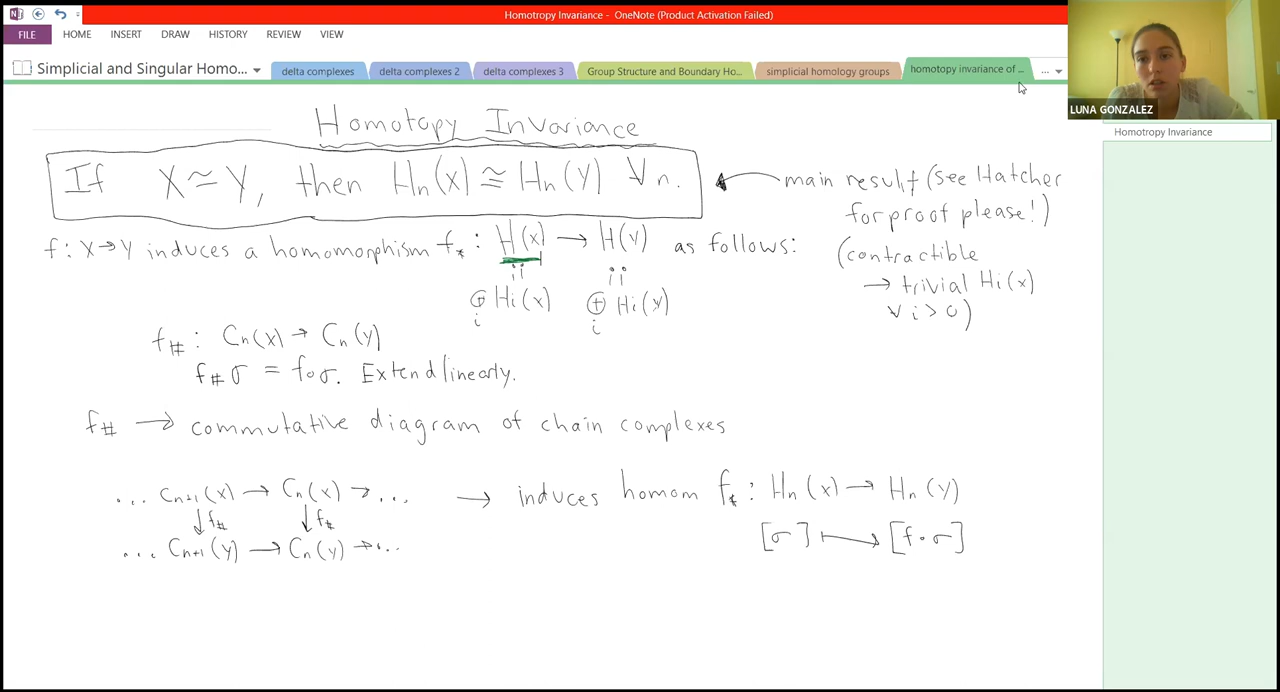 Homotropy Invariance - OneNote (Product Activation Failed)
FILE HOME INSERT DRAW HISTORY REVIEW VIEW
Simplicial and Singular Homo...
delta complexes
delta complexes 2
delta complexes 3
Group Structure and Boundary Ho...
simplicial homology groups
homotopy invariance of ...
...
LUNA GONZALEZ
Homotropy Invariance
Homotopy Invariance
If X ≃ Y, then Hn(x) ≅ Hn(Y) ∀n.
main result (see Hatcher
for proof please!)
(contractible
→ trivial Hi(x)
∀ i > 0)
f: X→Y induces a homomorphism f* : H(x) → H(Y) as follows:
⊕ Hi(x) ⊕ Hi(y)
i i
f# : Cn(x) → Cn(y)
f# σ = f∘σ. Extend linearly.
f# → commutative diagram of chain complexes
... Cn+1(x) → Cn(x) → ...
↓ f# ↓ f#
... Cn+1(y) → Cn(y) → ...
→ induces homom f* : Hn(x) → Hn(y)
[σ] ↦ [f∘σ]